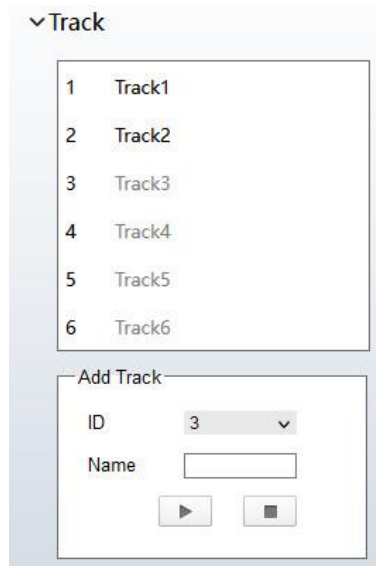 Track
1 Track1
2 Track2
3 Track3
4 Track4
5 Track5
6 Track6
Add Track
ID 3
Name